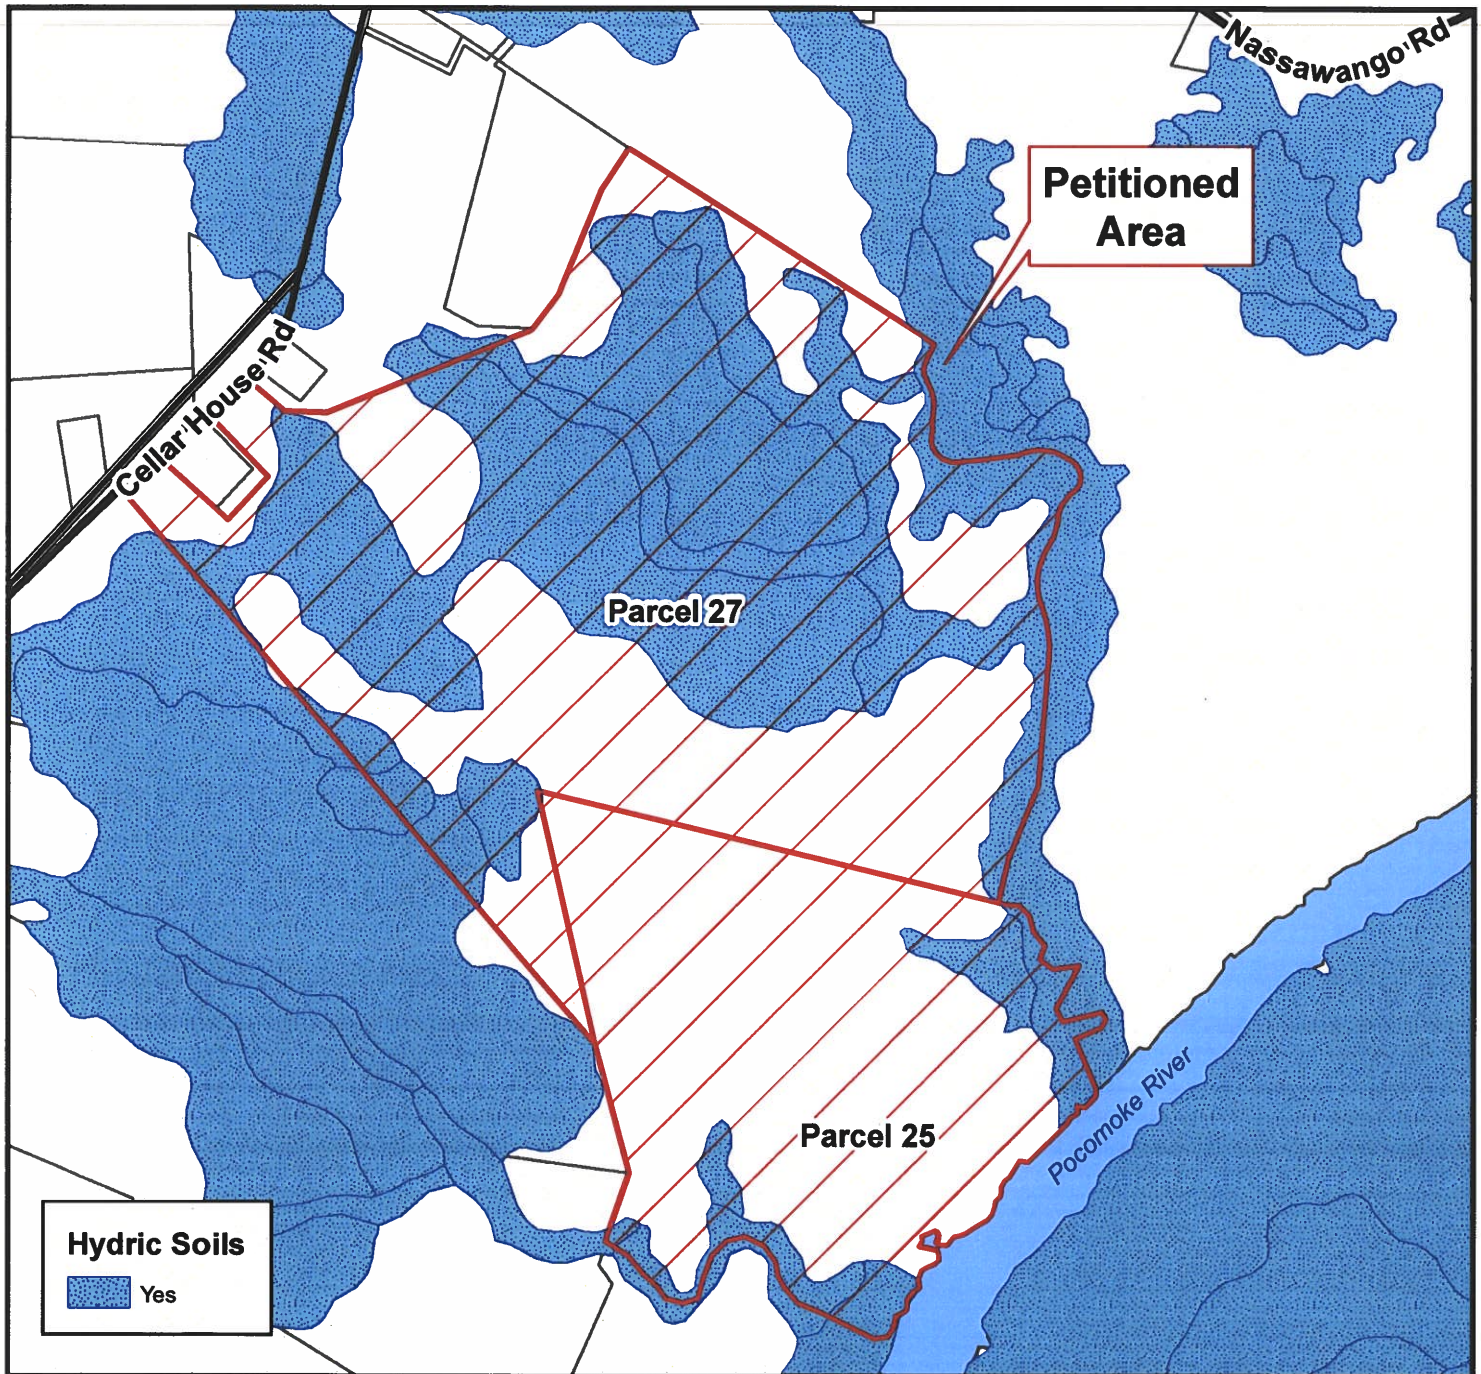 Nassawango Rd
Petitioned
Area
Cellar House Rd
Parcel 27
Parcel 25
Pocomoke River
Hydric Soils
Yes